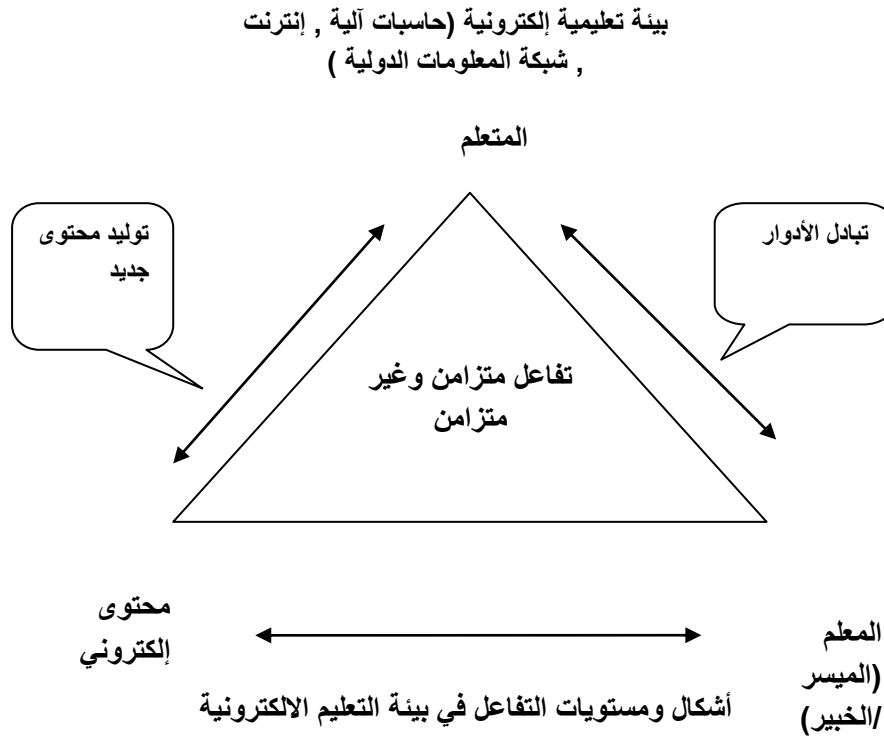 بيئة تعليمية إلكترونية (حاسبات آلية , إنترنت
, شبكة المعلومات الدولية )
المتعلم
تبادل الأدوار
توليد محتوى
جديد
تفاعل متزامن وغير
متزامن
المعلم
(الميسر
/الخبير)
محتوى
إلكتروني
أشكال ومستويات التفاعل في بيئة التعليم الالكترونية